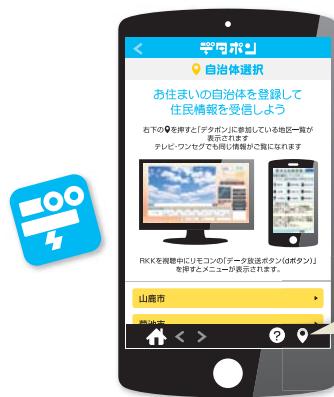 データポン
自治体選択
お住まいの自治体を登録して
住民情報を受信しよう
右下の を押すと「データポン」に参加している地区一覧が
表示されます
テレビ・ワンセグでも同じ情報がご覧になれます
RKKを視聴中にリモコンの「データ放送ボタン(dボタン)」
を押すとメニューが表示されます。
山鹿市
菊池市
?